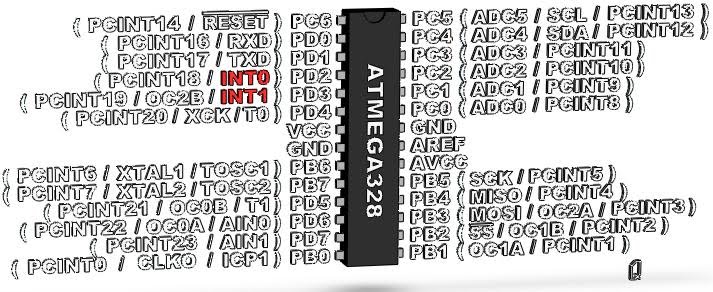 ( PCINT14 / RESET ) PC6
( PCINT16 / RXD ) PD0
( PCINT17 / TXD ) PD1
( PCINT18 / INT0 ) PD2
( PCINT19 / OC2B / INT1 ) PD3
( PCINT20 / XCK / T0 ) PD4
VCC
GND
( PCINT6 / XTAL1 / TOSC1 ) PB6
( PCINT7 / XTAL2 / TOSC2 ) PB7
( PCINT21 / OC0B / T1 ) PD5
( PCINT22 / OC0A / AIN0 ) PD6
( PCINT23 / AIN1 ) PD7
( PCINT0 / CLKO / ICP1 ) PB0
ATMEGA328
PC5 ( ADC5 / SCL / PCINT13 )
PC4 ( ADC4 / SDA / PCINT12 )
PC3 ( ADC3 / PCINT11 )
PC2 ( ADC2 / PCINT10 )
PC1 ( ADC1 / PCINT9 )
PC0 ( ADC0 / PCINT8 )
GND
AREF
AVCC
PB5 ( SCK / PCINT5 )
PB4 ( MISO / PCINT4 )
PB3 ( MOSI / OC2A / PCINT3 )
PB2 ( SS / OC1B / PCINT2 )
PB1 ( OC1A / PCINT1 )